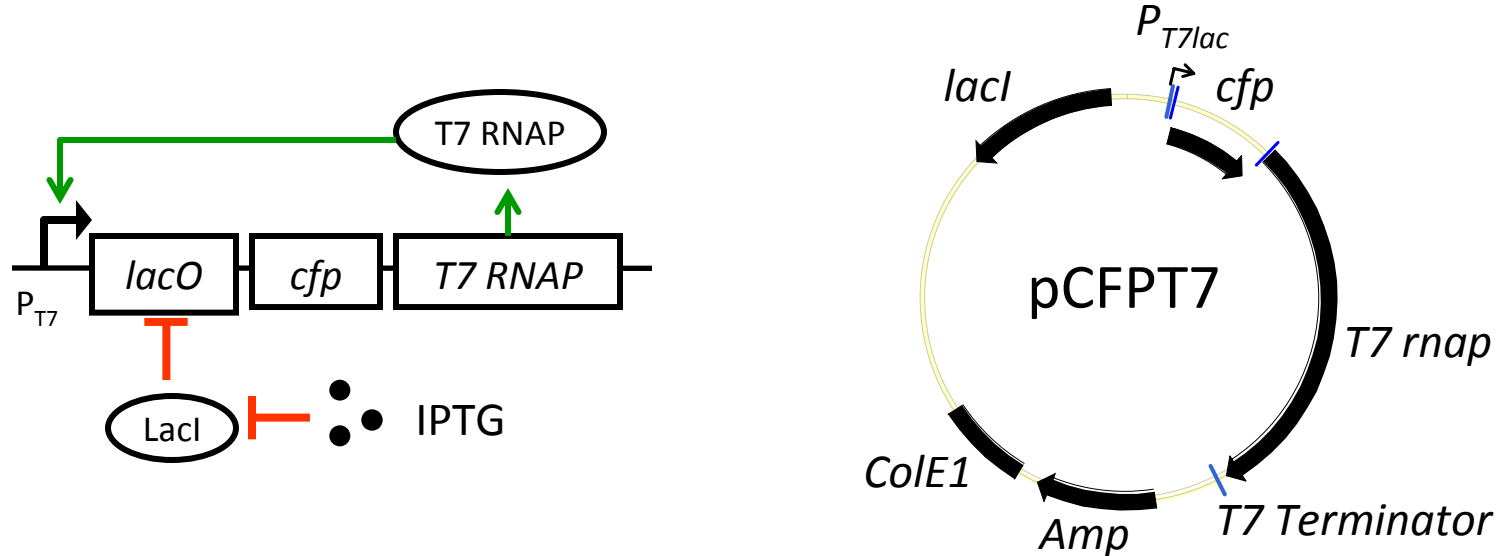 T7 RNAP
P_T7
lacO
cfp
T7 RNAP
LacI
IPTG
P_T7lac
lacI
cfp
pCFPT7
T7 rnap
ColE1
Amp
T7 Terminator